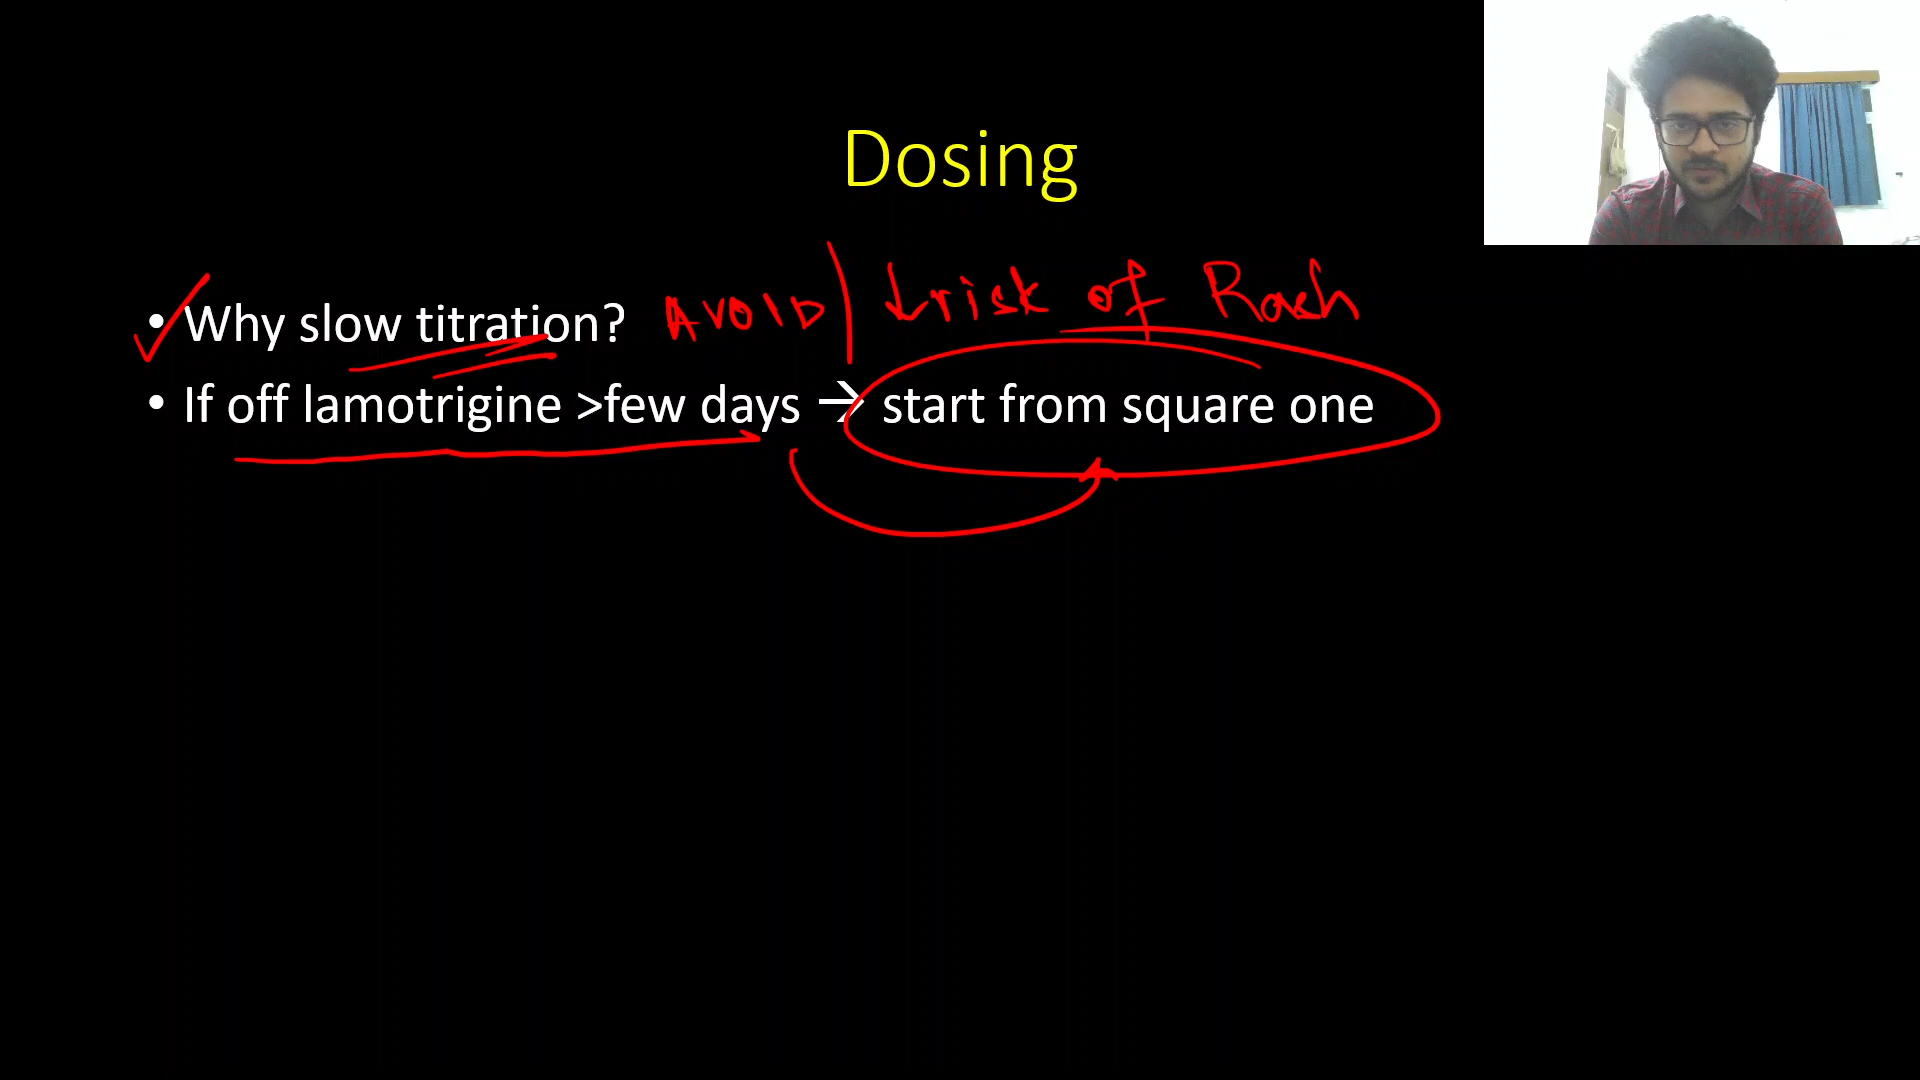 Dosing
• Why slow titration? AVOID / ↓ risk of Rash
• If off lamotrigine >few days → start from square one